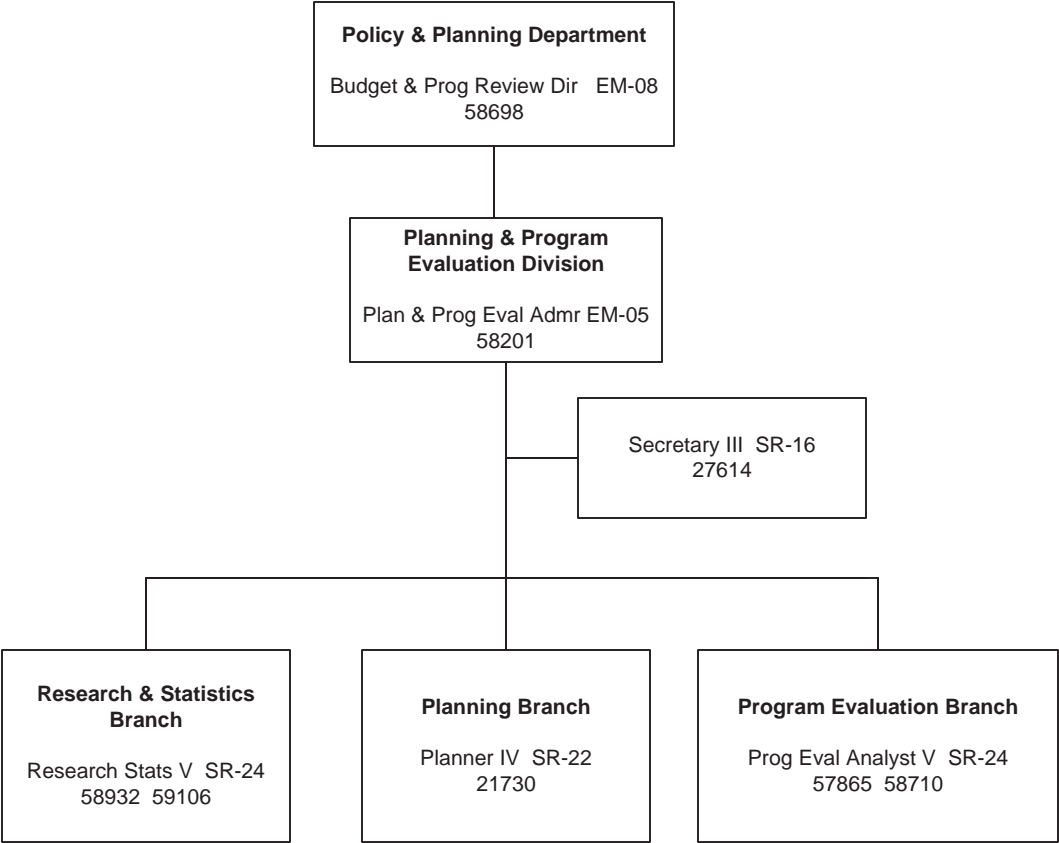 Policy & Planning Department
Budget & Prog Review Dir EM-08
58698
Planning & Program
Evaluation Division
Plan & Prog Eval Admr EM-05
58201
Secretary III SR-16
27614
Research & Statistics
Branch
Research Stats V SR-24
58932 59106
Planning Branch
Planner IV SR-22
21730
Program Evaluation Branch
Prog Eval Analyst V SR-24
57865 58710